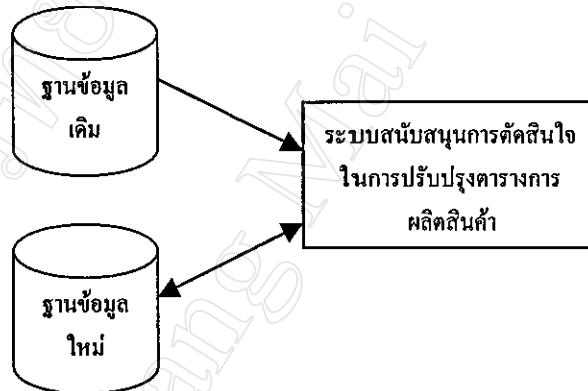 ฐานข้อมูล
เดิม
ระบบสนับสนุนการตัดสินใจ
ในการปรับปรุงตารางการ
ผลิตสินค้า
ฐานข้อมูล
ใหม่